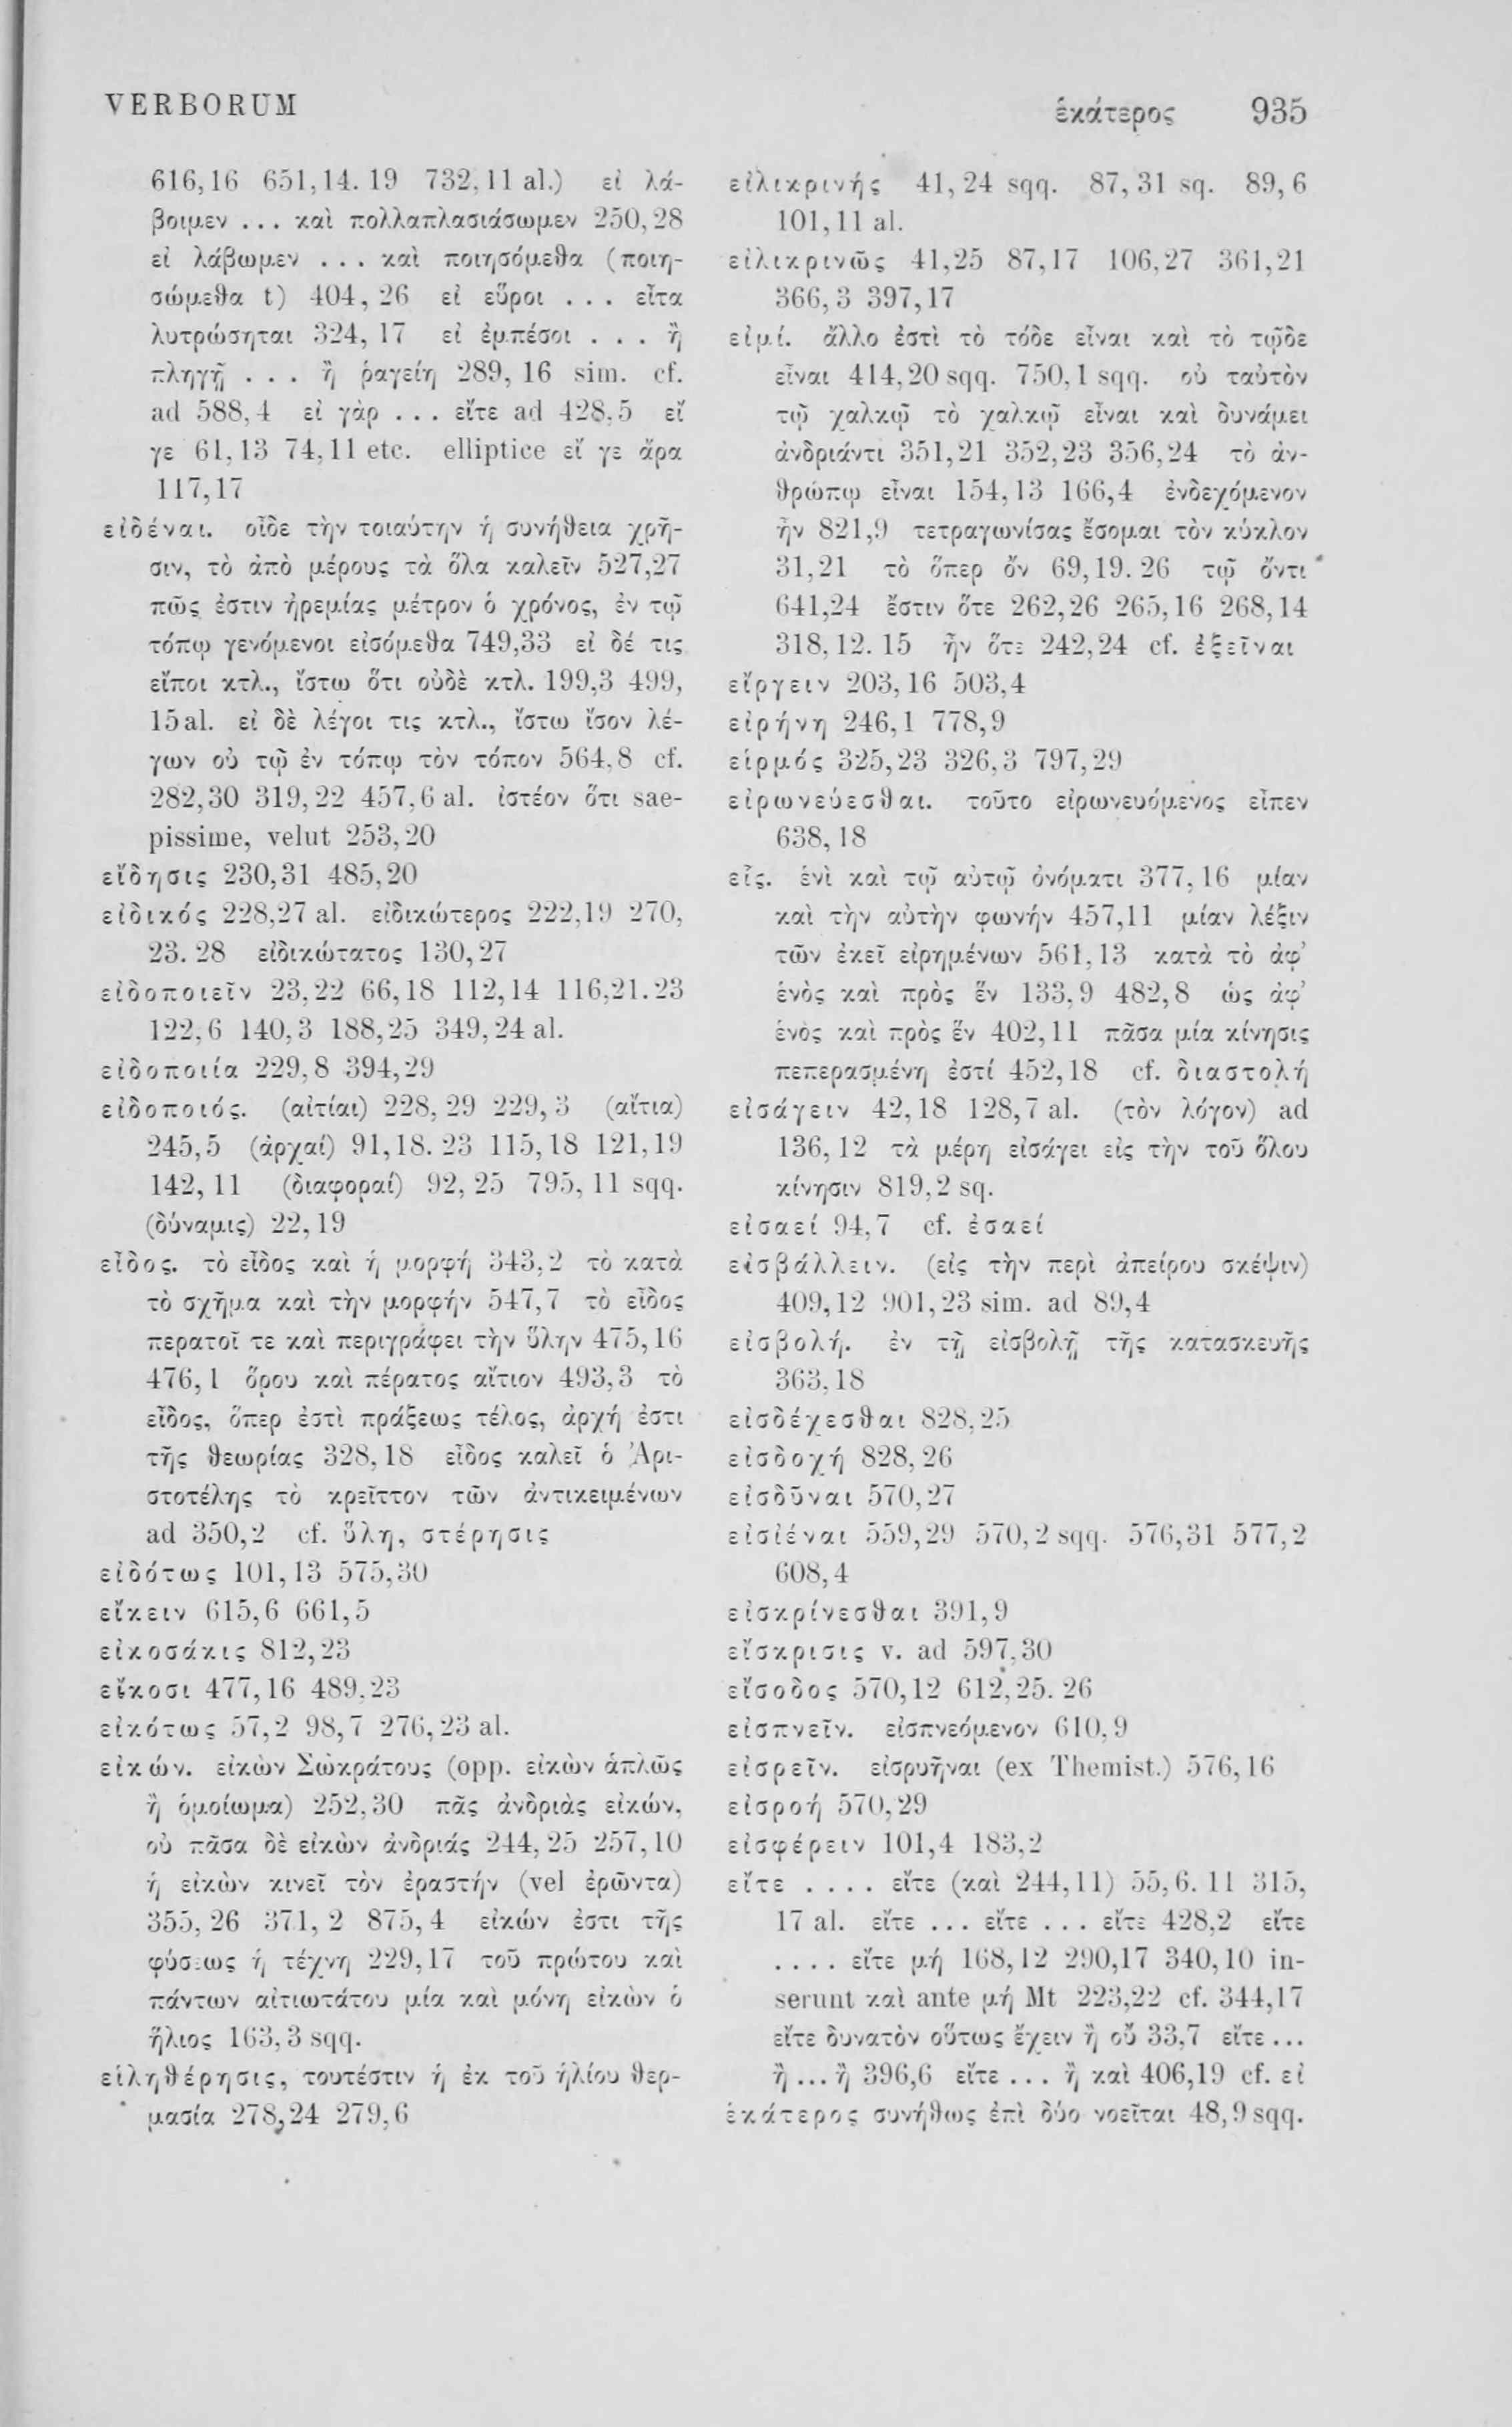 VERBORUM
ἑκάτερος 935
616,16 651,14. 19 732,11 al.) εἰ λά-
βοιμεν ... καὶ πολλαπλασιάσωμεν 250,28
εἰ λάβωμεν ... καὶ ποιησόμεθα (ποιη-
σώμεθα t) 404,26 εἰ εὕροι ... εἶτα
λυτρώσηται 324,17 εἰ ἐμπέσοι ... ἢ
πληγῇ ... ἢ ῥαγείη 289,16 sim. cf.
ad 588,4 εἰ γὰρ ... εἴτε ad 428,5 εἴ
γε 61,13 74,11 etc. elliptice εἴ γε ἄρα
117,17
εἰδέναι. οἶδε τὴν τοιαύτην ἡ συνήθεια χρῆ-
σιν, τὸ ἀπὸ μέρους τὰ ὅλα καλεῖν 527,27
πῶς ἐστιν ἠρεμίας μέτρον ὁ χρόνος, ἐν τῷ
τόπῳ γενόμενοι εἰσόμεθα 749,33 εἰ δέ τις
εἴποι κτλ., ἴστω ὅτι οὐδὲ κτλ. 199,3 499,
15 al. εἰ δὲ λέγοι τις κτλ., ἴστω ἴσον λέ-
γων οὐ τῷ ἐν τόπῳ τὸν τόπον 564,8 cf.
282,30 319,22 457,6 al. ἰστέον ὅτι sae-
pissime, velut 253,20
εἴδησις 230,31 485,20
εἰδικός 228,27 al. εἰδικώτερος 222,19 270,
23. 28 εἰδικώτατος 130,27
εἰδοποιεῖν 23,22 66,18 112,14 116,21. 23
122,6 140,3 188,25 349,24 al.
εἰδοποιία 229,8 394,29
εἰδοποιός. (αἰτίαι) 228,29 229,3 (αἴτια)
245,5 (ἀρχαί) 91,18. 23 115,18 121,19
142,11 (διαφοραί) 92,25 795,11 sqq.
(δύναμις) 22,19
εἶδος. τὸ εἶδος καὶ ἡ μορφή 343,2 τὸ κατὰ
τὸ σχῆμα καὶ τὴν μορφήν 547,7 τὸ εἶδος
περατοῖ τε καὶ περιγράφει τὴν ὕλην 475,16
476,1 ὅρου καὶ πέρατος αἴτιον 493,3 τὸ
εἶδος, ὅπερ ἐστὶ πράξεως τέλος, ἀρχή ἐστι
τῆς θεωρίας 328,18 εἶδος καλεῖ ὁ Ἀρι-
στοτέλης τὸ κρεῖττον τῶν ἀντικειμένων
ad 350,2 cf. ὕλη, στέρησις
εἰδότως 101,13 575,30
εἴκειν 615,6 661,5
εἰκοσάκις 812,23
εἴκοσι 477,16 489,23
εἰκότως 57,2 98,7 276,23 al.
εἰκών. εἰκὼν Σωκράτους (opp. εἰκὼν ἁπλῶς
ἢ ὁμοίωμα) 252,30 πᾶς ἀνδριὰς εἰκών,
οὐ πᾶσα δὲ εἰκὼν ἀνδριάς 244,25 257,10
ἡ εἰκὼν κινεῖ τὸν ἐραστήν (vel ἐρῶντα)
355,26 371,2 875,4 εἰκών ἐστι τῆς
φύσεως ἡ τέχνη 229,17 τοῦ πρώτου καὶ
πάντων αἰτιωτάτου μία καὶ μόνη εἰκὼν ὁ
ἥλιος 163,3 sqq.
εἱληθέρησις, τουτέστιν ἡ ἐκ τοῦ ἡλίου θερ-
μασία 278,24 279,6
εἰλικρινής 41,24 sqq. 87,31 sq. 89,6
101,11 al.
εἰλικρινῶς 41,25 87,17 106,27 361,21
366,3 397,17
εἰμί. ἄλλο ἐστὶ τὸ τόδε εἶναι καὶ τὸ τῷδε
εἶναι 414,20 sqq. 750,1 sqq. οὐ ταὐτὸν
τῷ χαλκῷ τὸ χαλκῷ εἶναι καὶ δυνάμει
ἀνδριάντι 351,21 352,23 356,24 τὸ ἀν-
θρώπῳ εἶναι 154,13 166,4 ἐνδεχόμενον
ἦν 821,9 τετραγωνίσας ἔσομαι τὸν κύκλον
31,21 τὸ ὅπερ ὄν 69,19. 26 τῷ ὄντι
641,24 ἔστιν ὅτε 262,26 265,16 268,14
318,12. 15 ἦν ὅτε 242,24 cf. ἐξεῖναι
εἴργειν 203,16 503,4
εἰρήνη 246,1 778,9
εἱρμός 325,23 326,3 797,29
εἰρωνεύεσθαι. τοῦτο εἰρωνευόμενος εἶπεν
638,18
εἷς. ἑνὶ καὶ τῷ αὐτῷ ὀνόματι 377,16 μίαν
καὶ τὴν αὐτὴν φωνήν 457,11 μίαν λέξιν
τῶν ἐκεῖ εἰρημένων 561,13 κατὰ τὸ ἀφ’
ἑνὸς καὶ πρὸς ἕν 133,9 482,8 ὡς ἀφ’
ἑνὸς καὶ πρὸς ἕν 402,11 πᾶσα μία κίνησις
πεπερασμένη ἐστί 452,18 cf. διαστολή
εἰσάγειν 42,18 128,7 al. (τὸν λόγον) ad
136,12 τὰ μέρη εἰσάγει εἰς τὴν τοῦ ὅλου
κίνησιν 819,2 sq.
εἰσαεί 94,7 cf. ἐσαεί
εἰσβάλλειν. (εἰς τὴν περὶ ἀπείρου σκέψιν)
409,12 901,23 sim. ad 89,4
εἰσβολή. ἐν τῇ εἰσβολῇ τῆς κατασκευῆς
363,18
εἰσδέχεσθαι 828,25
εἰσδοχή 828,26
εἰσδῦναι 570,27
εἰσιέναι 559,29 570,2 sqq. 576,31 577,2
608,4
εἰσκρίνεσθαι 391,9
εἴσκρισις v. ad 597,30
εἴσοδος 570,12 612,25. 26
εἰσπνεῖν. εἰσπνεόμενον 610,9
εἰσρεῖν. εἰσρυῆναι (ex Themist.) 576,16
εἰσροή 570,29
εἰσφέρειν 101,4 183,2
εἴτε .... εἴτε (καὶ 244,11) 55,6. 11 315,
17 al. εἴτε ... εἴτε ... εἴτε 428,2 εἴτε
.... εἴτε μή 168,12 290,17 340,10 in-
serunt καὶ ante μή Mt 223,22 cf. 344,17
εἴτε δυνατὸν οὕτως ἔχειν ἢ οὔ 33,7 εἴτε ...
ἢ ... ἢ 396,6 εἴτε ... ἢ καὶ 406,19 cf. εἰ
ἑκάτερος συνήθως ἐπὶ δύο νοεῖται 48,9 sqq.